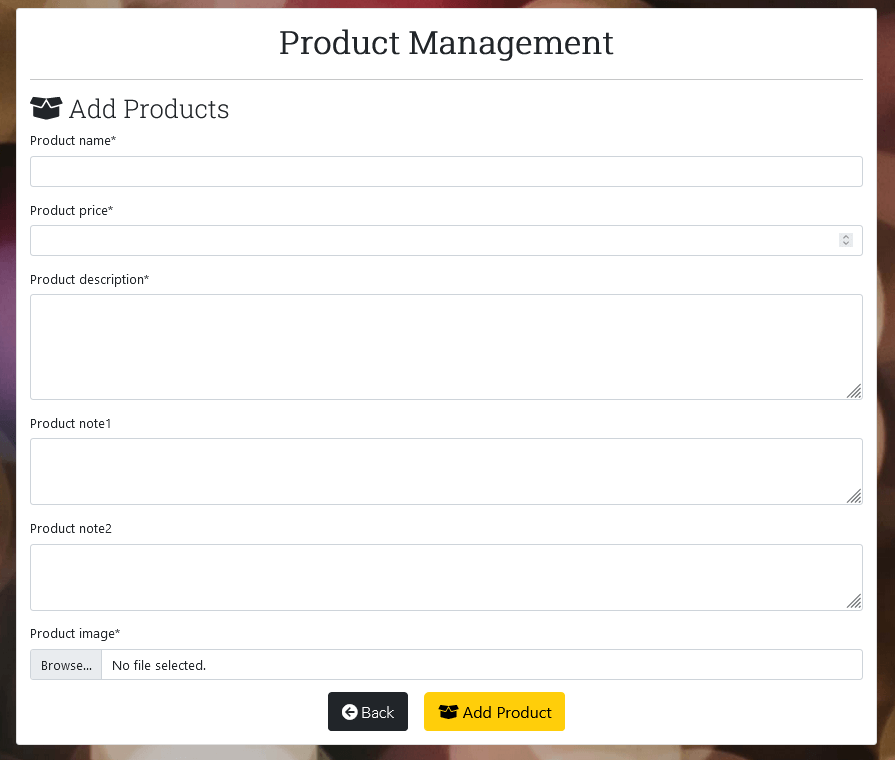 Product Management
Add Products
Product name*
Product price*
Product description*
Product note1
Product note2
Product image*
Browse... No file selected.
Back Add Product